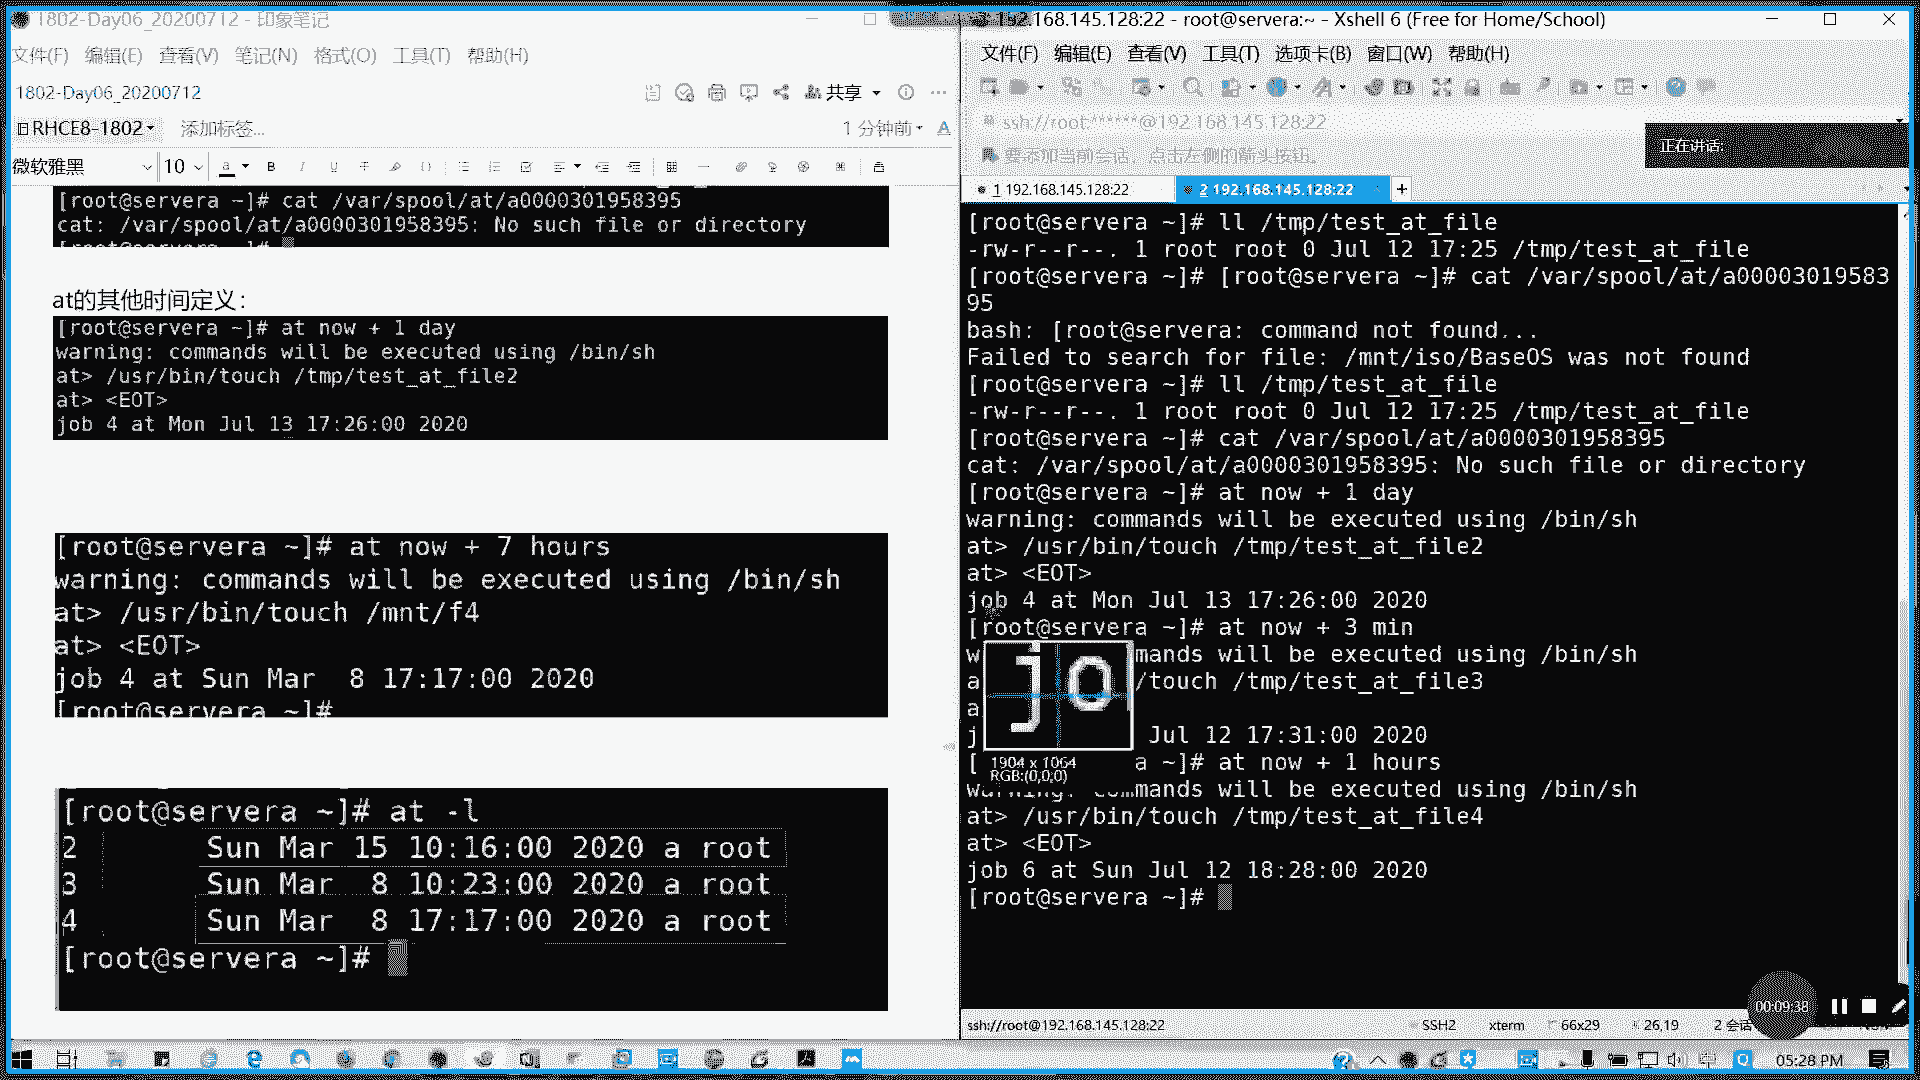 1802-Day06_20200712 - 印象笔记
文件(F) 编辑(E) 查看(V) 笔记(N) 格式(O) 工具(T) 帮助(H)
1802-Day06_20200712
共享
RHCE8-1802 添加标签...
1 分钟前
微软雅黑 10
[root@servera ~]# cat /var/spool/at/a0000301958395
cat: /var/spool/at/a0000301958395: No such file or directory
[root@servera ~]#
at的其他时间定义：
[root@servera ~]# at now + 1 day
warning: commands will be executed using /bin/sh
at> /usr/bin/touch /tmp/test_at_file2
at> <EOT>
job 4 at Mon Jul 13 17:26:00 2020
[root@servera ~]# at now + 7 hours
warning: commands will be executed using /bin/sh
at> /usr/bin/touch /mnt/f4
at> <EOT>
job 4 at Sun Mar  8 17:17:00 2020
[root@servera ~]#
[root@servera ~]# at -l
2 Sun Mar 15 10:16:00 2020 a root
3 Sun Mar  8 10:23:00 2020 a root
4 Sun Mar  8 17:17:00 2020 a root
[root@servera ~]#
192.168.145.128:22 - root@servera:~ - Xshell 6 (Free for Home/School)
文件(F) 编辑(E) 查看(V) 工具(T) 选项卡(B) 窗口(W) 帮助(H)
ssh://root:******@192.168.145.128:22
要添加当前会话，点击左侧的箭头按钮。
正在讲话:
1 192.168.145.128:22
2 192.168.145.128:22
[root@servera ~]# ll /tmp/test_at_file
-rw-r--r--. 1 root root 0 Jul 12 17:25 /tmp/test_at_file
[root@servera ~]# [root@servera ~]# cat /var/spool/at/a00003019583
95
bash: [root@servera: command not found...
Failed to search for file: /mnt/iso/BaseOS was not found
[root@servera ~]# ll /tmp/test_at_file
-rw-r--r--. 1 root root 0 Jul 12 17:25 /tmp/test_at_file
[root@servera ~]# cat /var/spool/at/a0000301958395
cat: /var/spool/at/a0000301958395: No such file or directory
[root@servera ~]# at now + 1 day
warning: commands will be executed using /bin/sh
at> /usr/bin/touch /tmp/test_at_file2
at> <EOT>
job 4 at Mon Jul 13 17:26:00 2020
[root@servera ~]# at now + 3 min
w mands will be executed using /bin/sh
a /touch /tmp/test_at_file3
a
j Jul 12 17:31:00 2020
[ a ~]# at now + 1 hours
warning: commands will be executed using /bin/sh
at> /usr/bin/touch /tmp/test_at_file4
at> <EOT>
job 6 at Sun Jul 12 18:28:00 2020
[root@servera ~]#
jo
1904 x 1064
RGB:(0,0,0)
00:09:38
ssh://root@192.168.145.128:22 SSH2 xterm 66x29 26,19 2 会话
05:28 PM